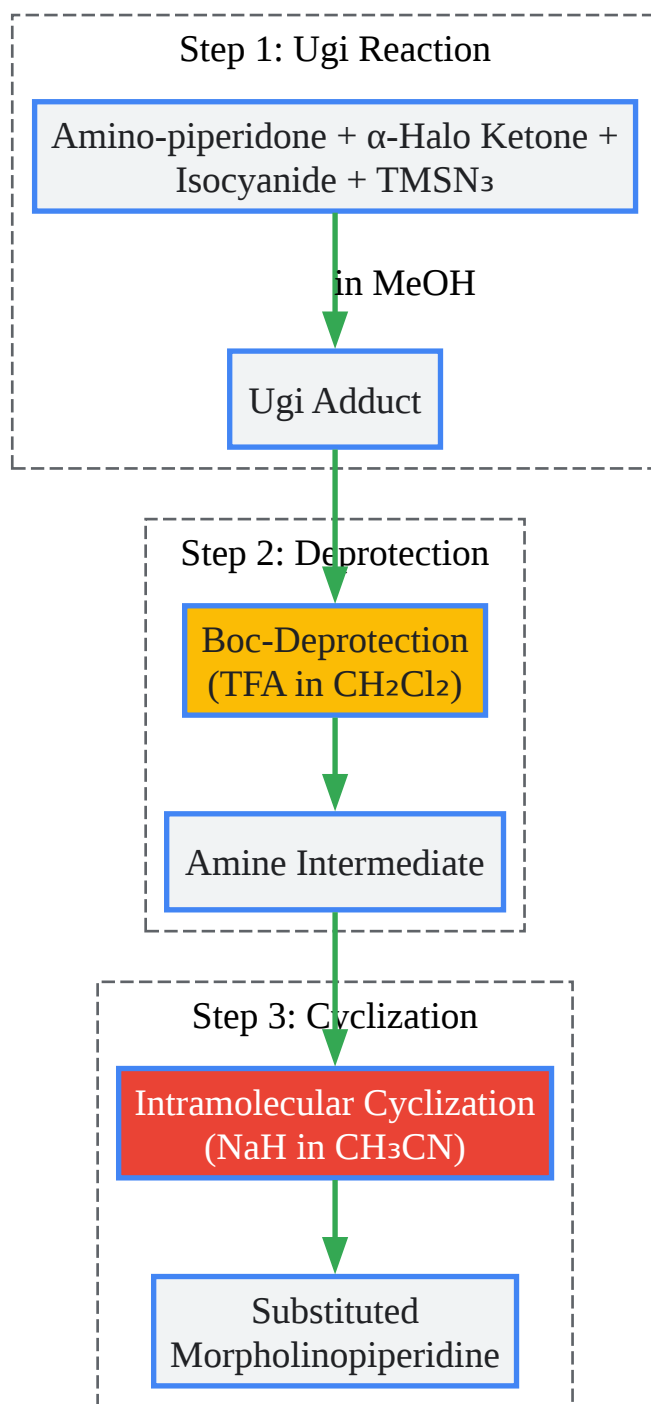 Step 1: Ugi Reaction
Amino-piperidone + α-Halo Ketone +
Isocyanide + TMSN₃
in MeOH
Ugi Adduct
Step 2: Deprotection
Boc-Deprotection
(TFA in CH₂Cl₂)
Amine Intermediate
Step 3: Cyclization
Intramolecular Cyclization
(NaH in CH₃CN)
Substituted
Morpholinopiperidine